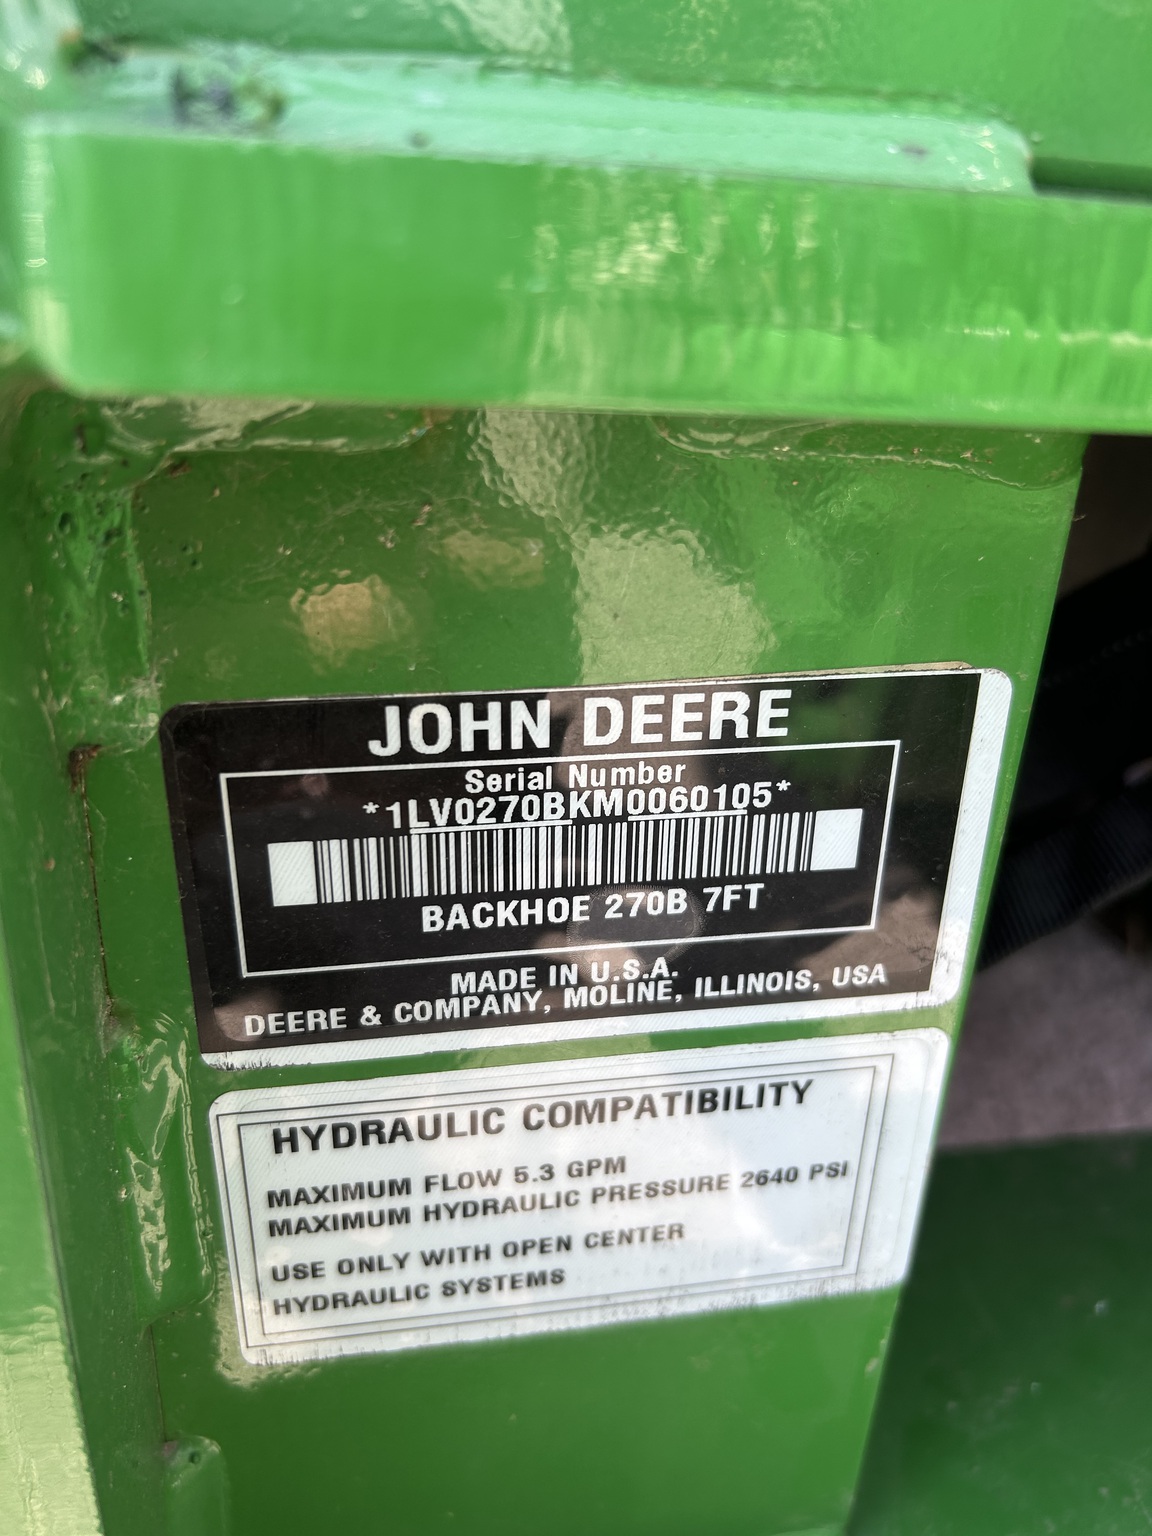 JOHN DEERE
Serial Number
*1LV0270BKM0060105*
BACKHOE 270B 7FT
MADE IN U.S.A.
DEERE & COMPANY, MOLINE, ILLINOIS, USA
HYDRAULIC COMPATIBILITY
MAXIMUM FLOW 5.3 GPM
MAXIMUM HYDRAULIC PRESSURE 2640 PSI
USE ONLY WITH OPEN CENTER
HYDRAULIC SYSTEMS